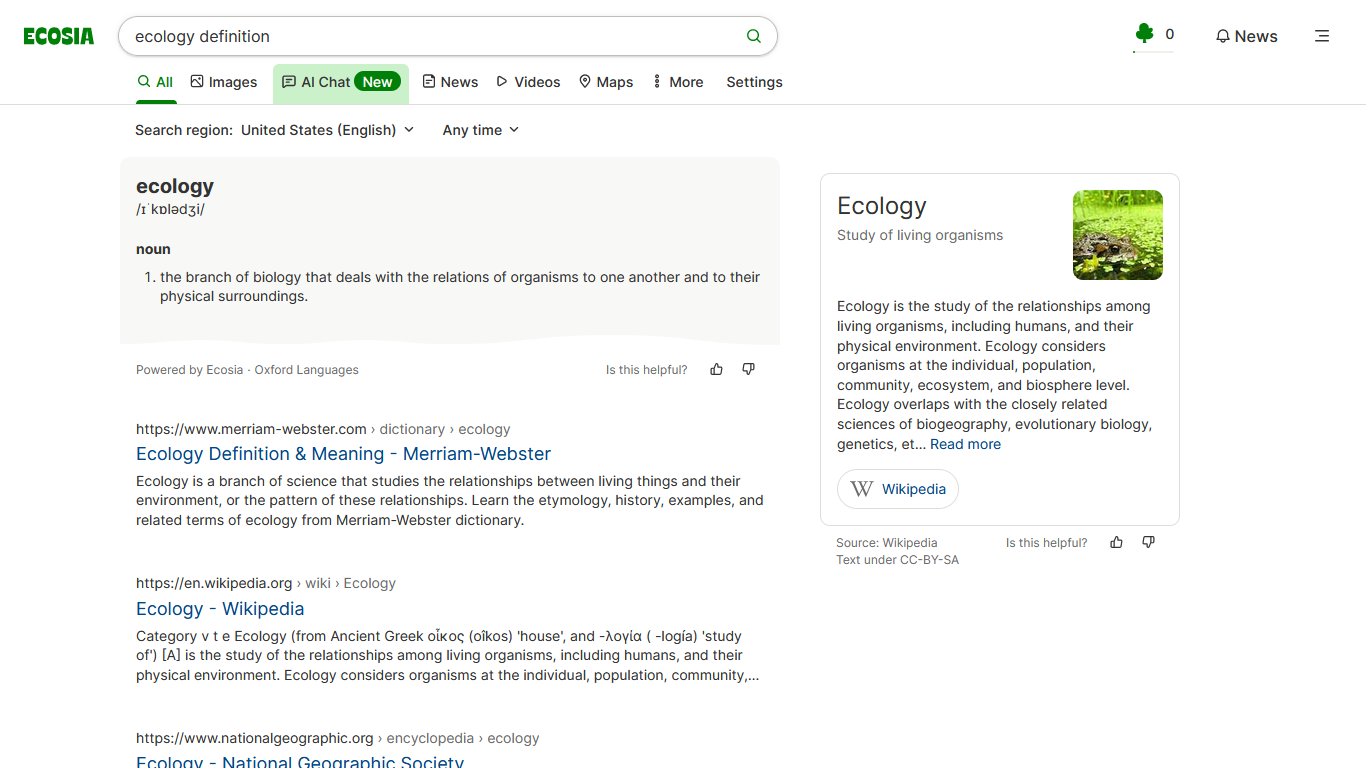 ECOSIA
ecology definition
0
News
All
Images
AI Chat New
News
Videos
Maps
More
Settings
Search region: United States (English)
Any time
ecology
/ɪˈkɒlədʒi/
noun
1. the branch of biology that deals with the relations of organisms to one another and to their
physical surroundings.
Powered by Ecosia · Oxford Languages
Is this helpful?
https://www.merriam-webster.com › dictionary › ecology
Ecology Definition & Meaning - Merriam-Webster
Ecology is a branch of science that studies the relationships between living things and their
environment, or the pattern of these relationships. Learn the etymology, history, examples, and
related terms of ecology from Merriam-Webster dictionary.
https://en.wikipedia.org › wiki › Ecology
Ecology - Wikipedia
Category v t e Ecology (from Ancient Greek οἶκος (oîkos) 'house', and -λογία ( -logía) 'study
of') [A] is the study of the relationships among living organisms, including humans, and their
physical environment. Ecology considers organisms at the individual, population, community,...
https://www.nationalgeographic.org › encyclopedia › ecology
Ecology - National Geographic Society
Ecology
Study of living organisms
Ecology is the study of the relationships among
living organisms, including humans, and their
physical environment. Ecology considers
organisms at the individual, population,
community, ecosystem, and biosphere level.
Ecology overlaps with the closely related
sciences of biogeography, evolutionary biology,
genetics, et... Read more
W Wikipedia
Source: Wikipedia
Text under CC-BY-SA
Is this helpful?